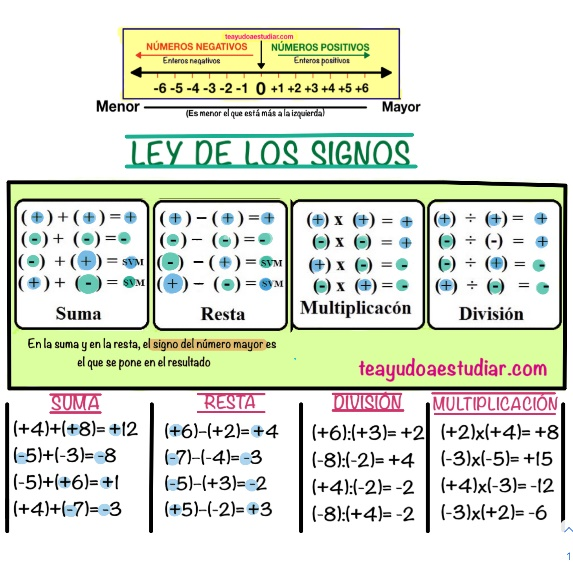 teayudoaestudiar.com
NÚMEROS NEGATIVOS NÚMEROS POSITIVOS
Enteros negativos Enteros positivos
-6 -5 -4 -3 -2 -1 0 +1 +2 +3 +4 +5 +6
Menor Mayor
(Es menor el que está más a la izquierda)
LEY DE LOS SIGNOS
( + ) + ( + ) = +
( - ) + ( - ) = -
( - ) + ( + ) = SVM
( + ) + ( - ) = SVM
Suma
( + ) − ( + ) = +
( - ) − ( - ) = -
( - ) − ( + ) = SVM
( + ) − ( - ) = SVM
Resta
(+) x (+) = +
(-) x (-) = +
(+) x (-) = -
(-) x (+) = -
Multiplicacón
(+) ÷ (+) = +
(-) ÷ (-) = +
(-) ÷ (+) = -
(+) ÷ (-) = -
División
En la suma y en la resta, el signo del número mayor es
el que se pone en el resultado
teayudoaestudiar.com
SUMA
(+4)+(+8)=+12
(-5)+(-3)=-8
(-5)+(+6)=+1
(+4)+(-7)=-3
RESTA
(+6)−(+2)=+4
(-7)−(-4)=-3
(-5)−(+3)=-2
(+5)−(-2)=+3
DIVISIÓN
(+6):(+3)= +2
(-8):(-2)= +4
(+4):(-2)= -2
(-8):(+4)= -2
MULTIPLICACIÓN
(+2)x(+4)= +8
(-3)x(-5)= +15
(+4)x(-3)= -12
(-3)x(+2)= -6
1